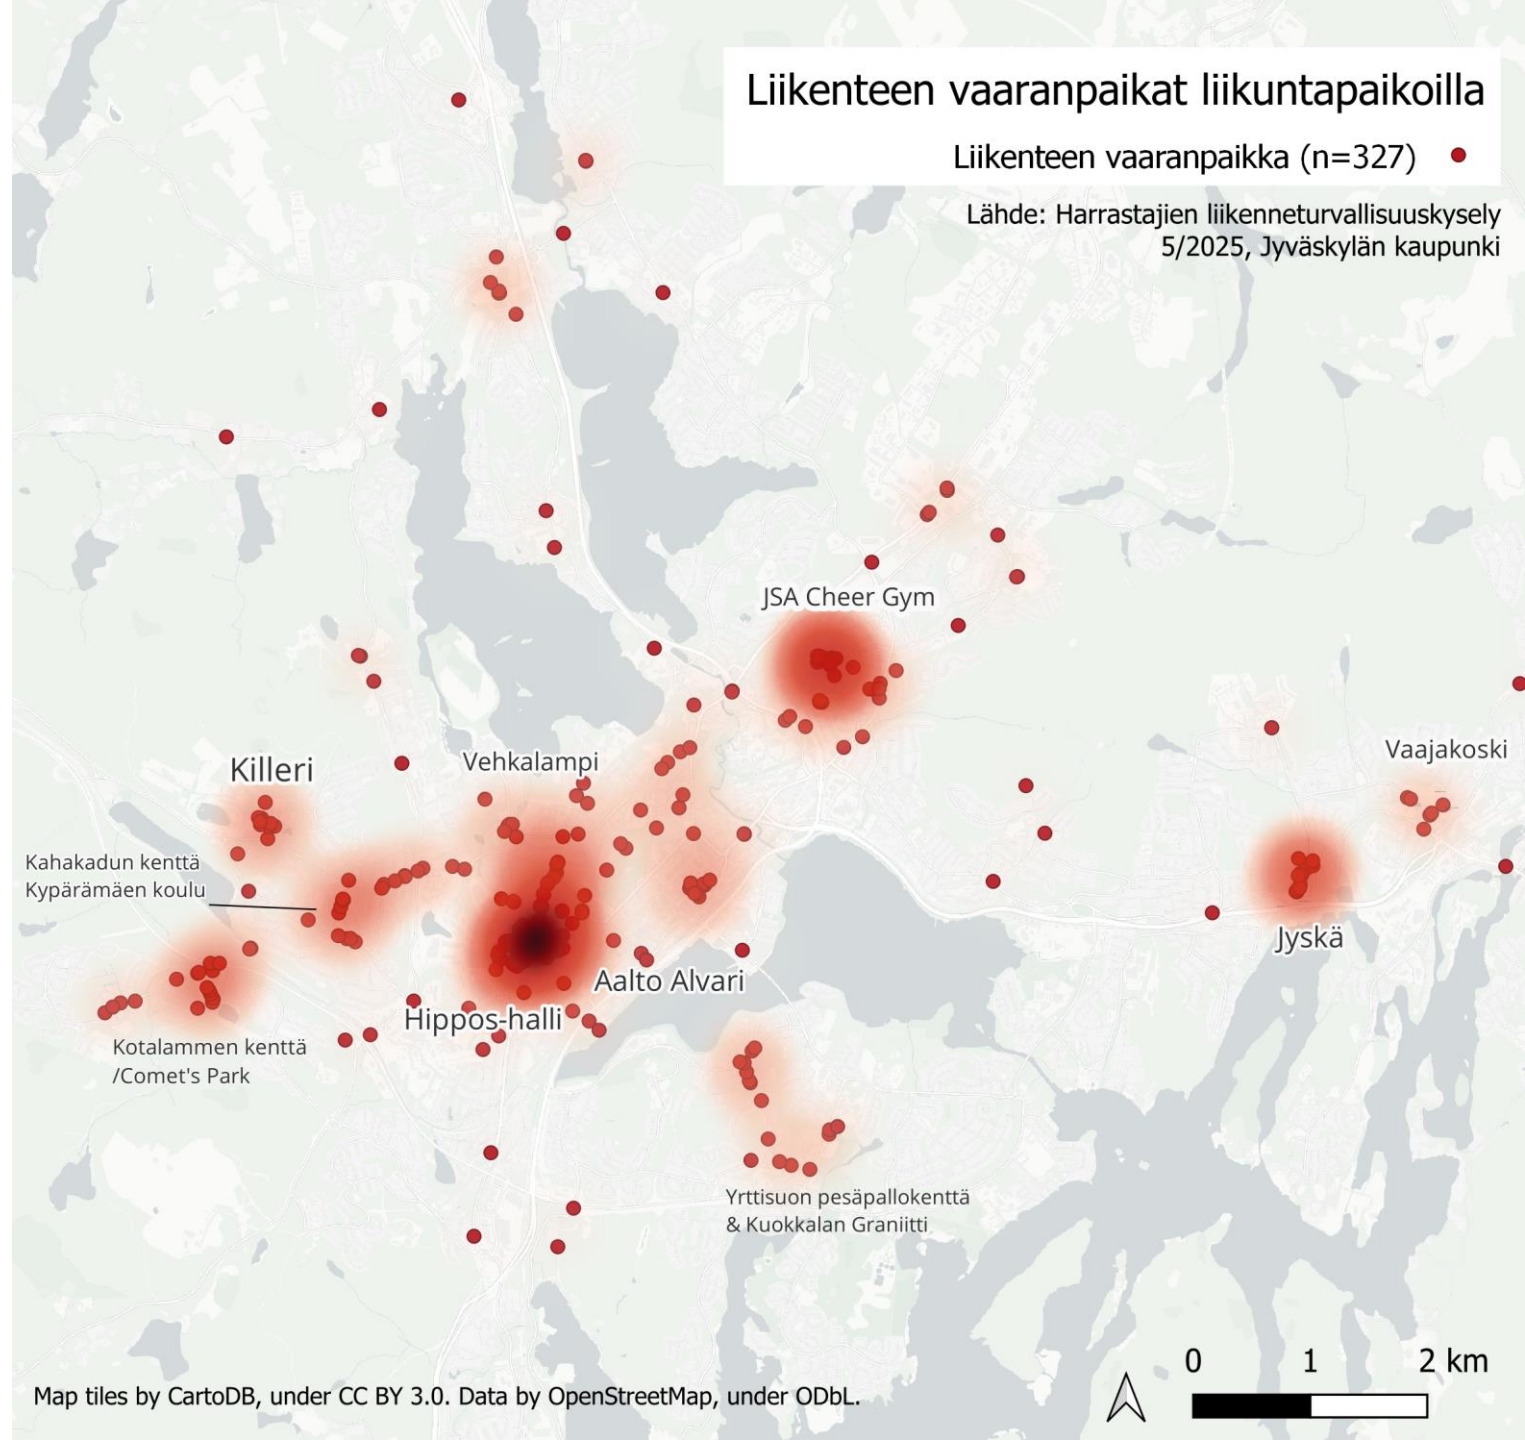 Liikenteen vaaranpaikat liikuntapaikoilla
Liikenteen vaaranpaikka (n=327)
Lähde: Harrastajien liikenneturvallisuuskysely
5/2025, Jyväskylän kaupunki
JSA Cheer Gym
Vaajakoski
Vehkalampi
Killeri
Kahakadun kenttä
Kypärämäen koulu
Jyskä
Aalto Alvari
Hippos-halli
Kotalammen kenttä
/Comet's Park
Yrttisuon pesäpallokenttä
& Kuokkalan Graniitti
0 1 2 km
Map tiles by CartoDB, under CC BY 3.0. Data by OpenStreetMap, under ODbL.